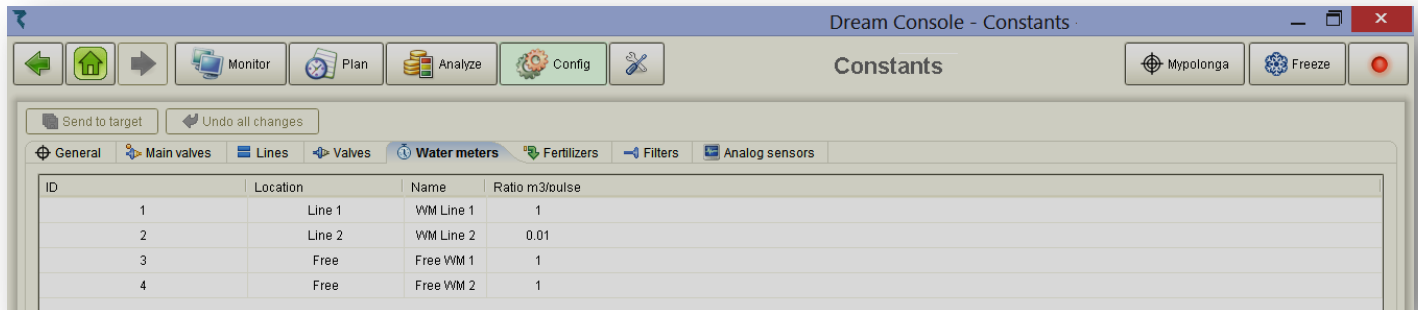 Dream Console - Constants
Monitor Plan Analyze Config Constants Mypolonga Freeze
Send to target Undo all changes
General Main valves Lines Valves Water meters Fertilizers Filters Analog sensors
ID Location Name Ratio m3/pulse
1 Line 1 WM Line 1 1
2 Line 2 WM Line 2 0.01
3 Free Free WM 1 1
4 Free Free WM 2 1